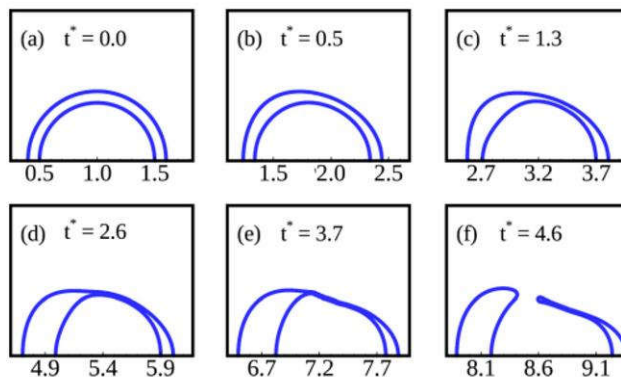 (a) t* = 0.0
(b) t* = 0.5
(c) t* = 1.3
0.5 1.0 1.5
1.5 2.0 2.5
2.7 3.2 3.7
(d) t* = 2.6
(e) t* = 3.7
(f) t* = 4.6
4.9 5.4 5.9
6.7 7.2 7.7
8.1 8.6 9.1